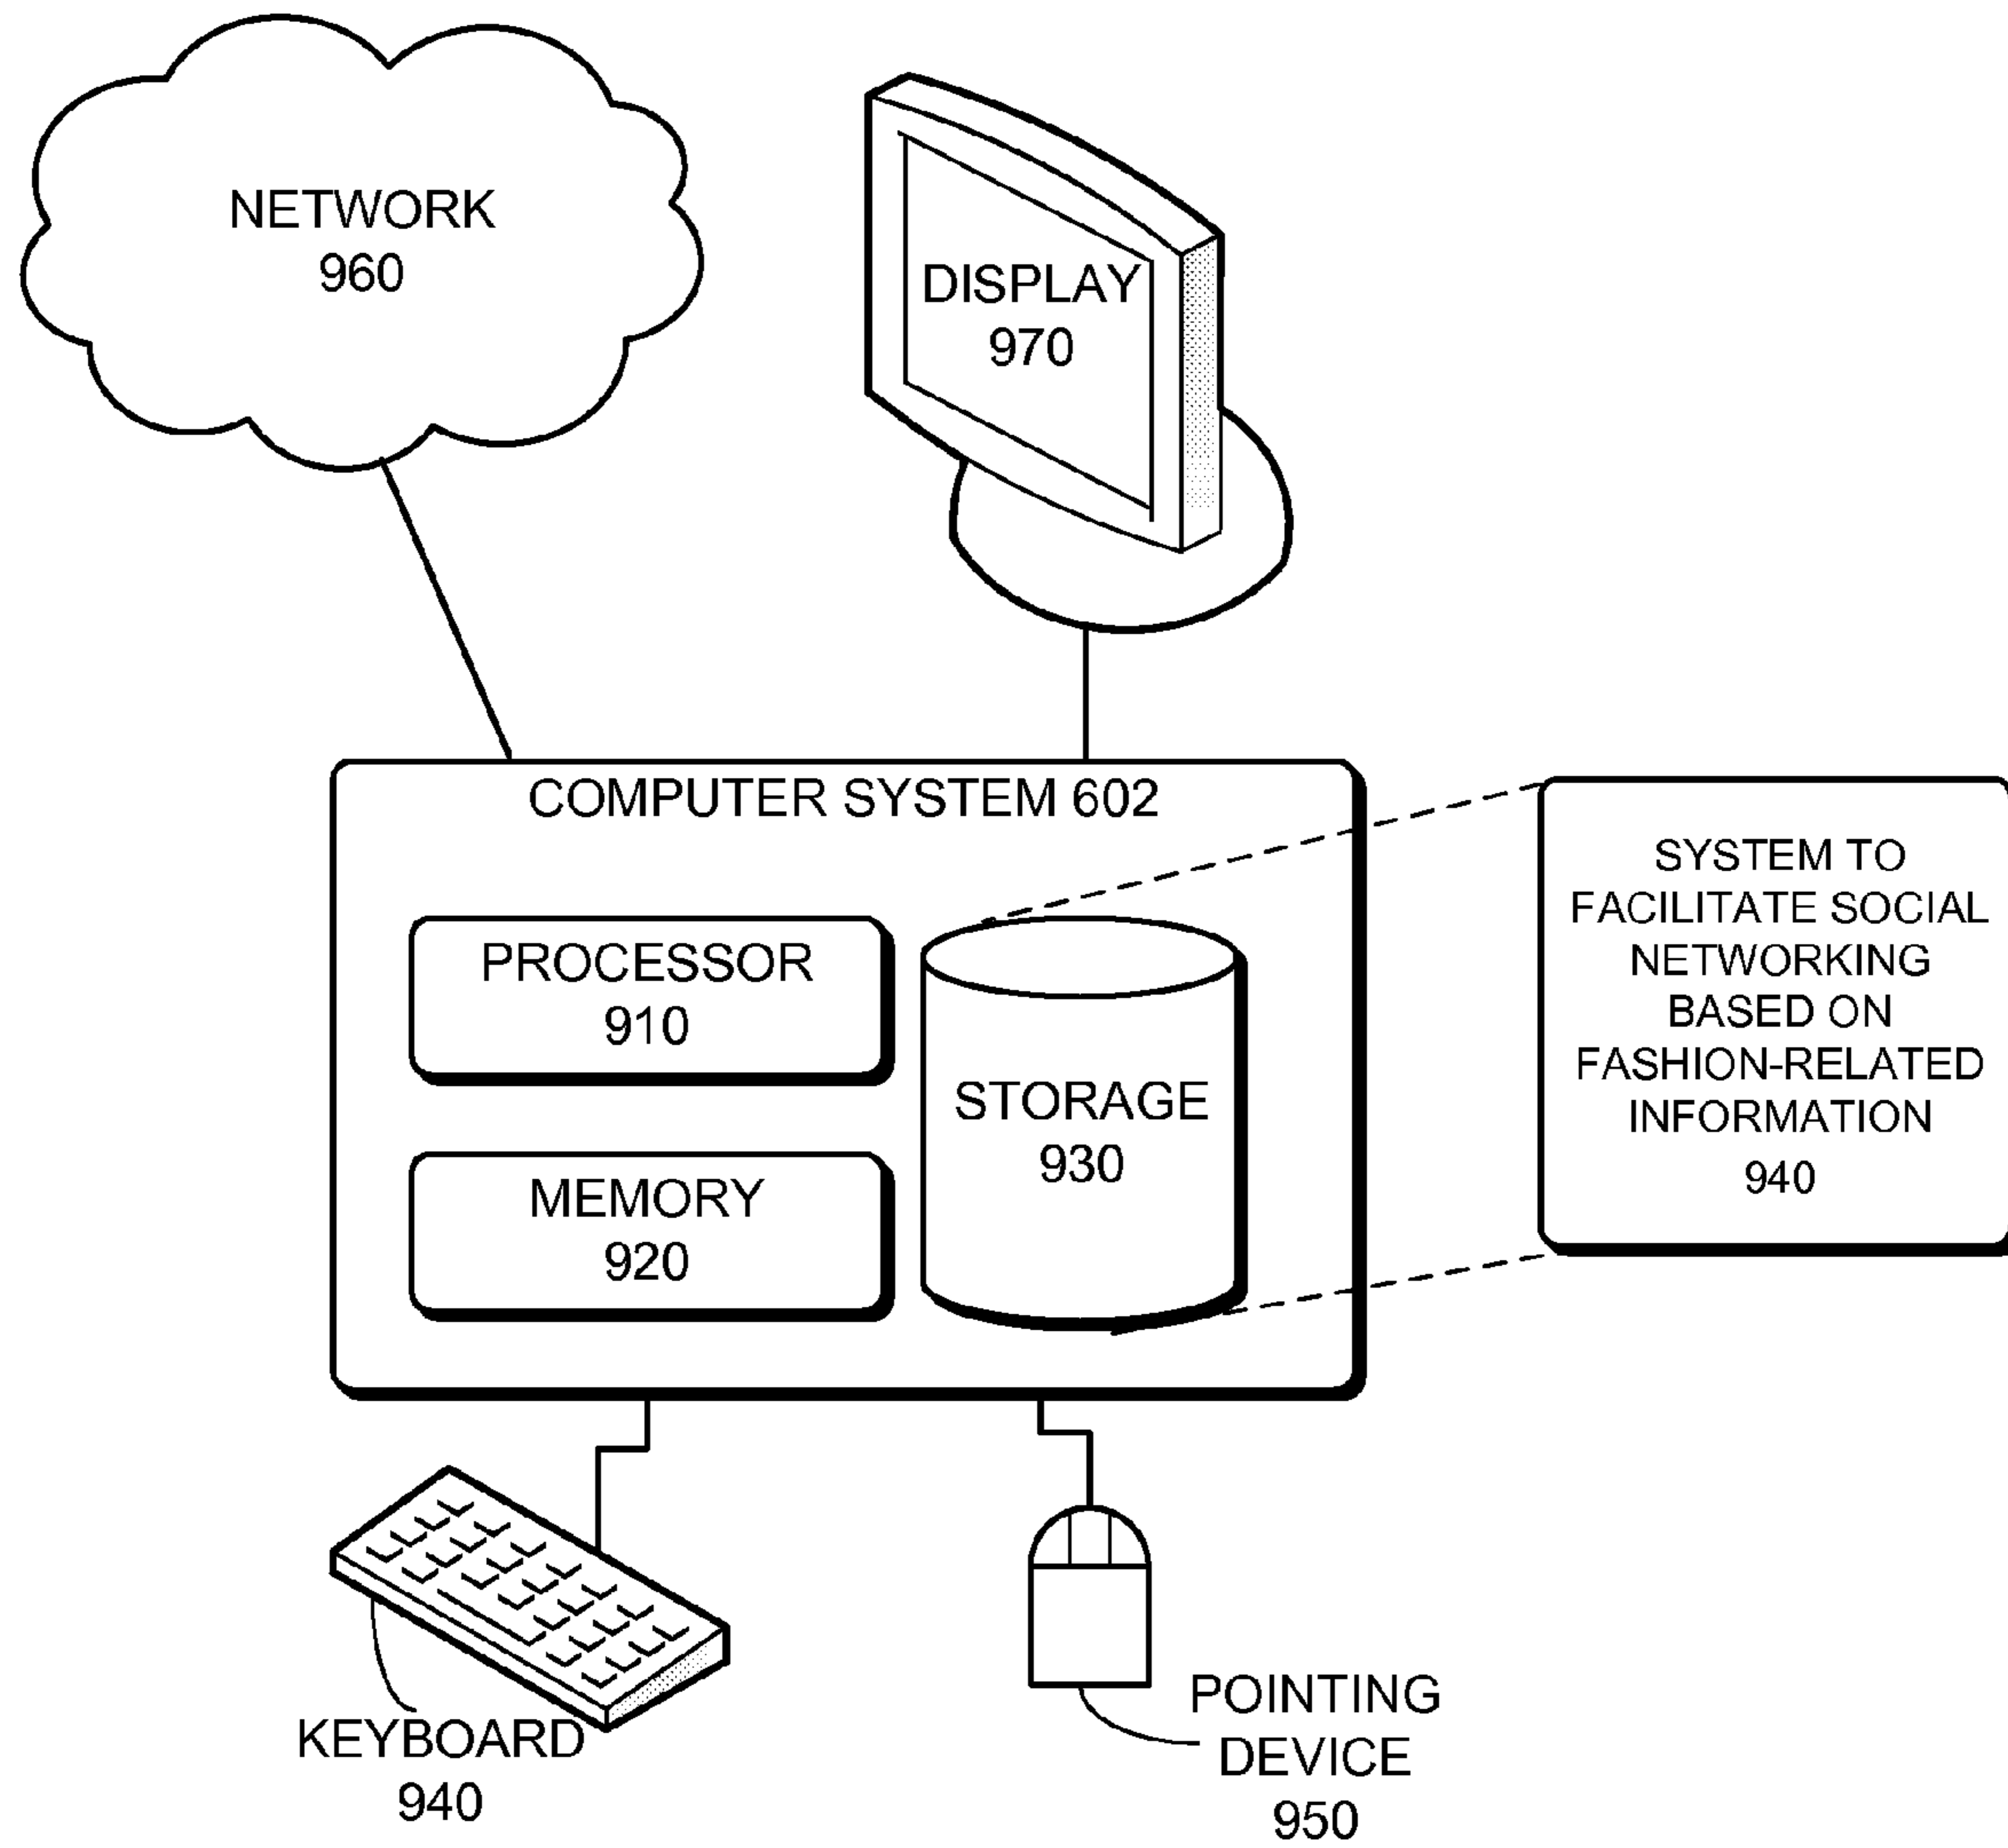 NETWORK
960
DISPLAY
970
COMPUTER SYSTEM 602
PROCESSOR
910
MEMORY
920
STORAGE
930
SYSTEM TO
FACILITATE SOCIAL
NETWORKING
BASED ON
FASHION-RELATED
INFORMATION
940
KEYBOARD
940
POINTING
DEVICE
950